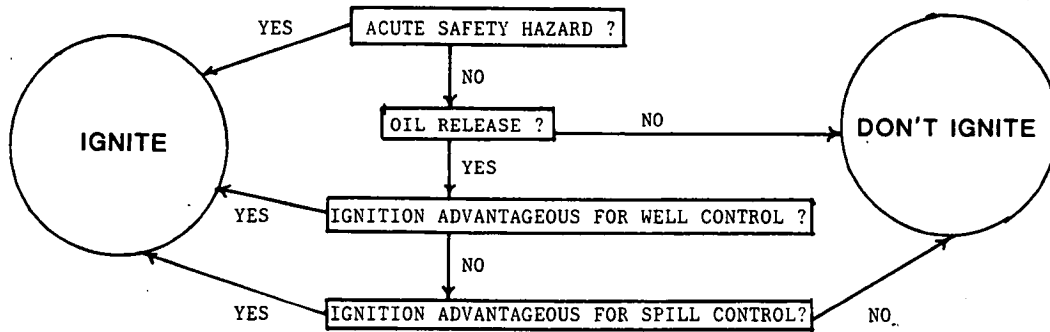 YES
ACUTE SAFETY HAZARD ?
NO
OIL RELEASE ?
NO
IGNITE
DON'T IGNITE
YES
YES
IGNITION ADVANTAGEOUS FOR WELL CONTROL ?
NO
YES
IGNITION ADVANTAGEOUS FOR SPILL CONTROL?
NO